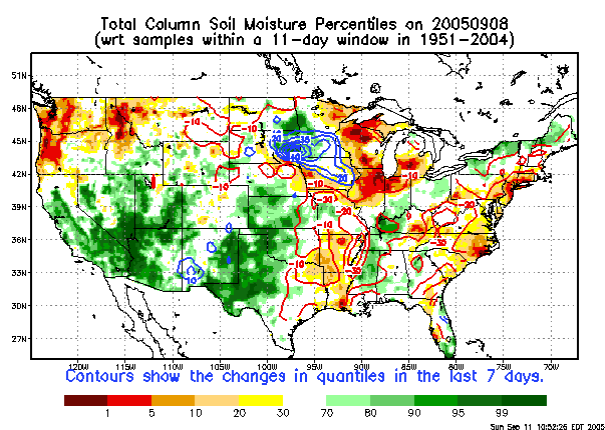 Total Column Soil Moisture Percentiles on 20050908
(wrt samples within a 11-day window in 1951-2004)
51N
48N
45N
42N
39N
36N
33N
30N
27N
120W 115W 110W 105W 100W 95W 90W 85W 80W 75W 70W
Contours show the changes in quantiles in the last 7 days.
1 5 10 20 30 70 80 90 95 99
Sun Sep 11 10:52:26 EDT 2005